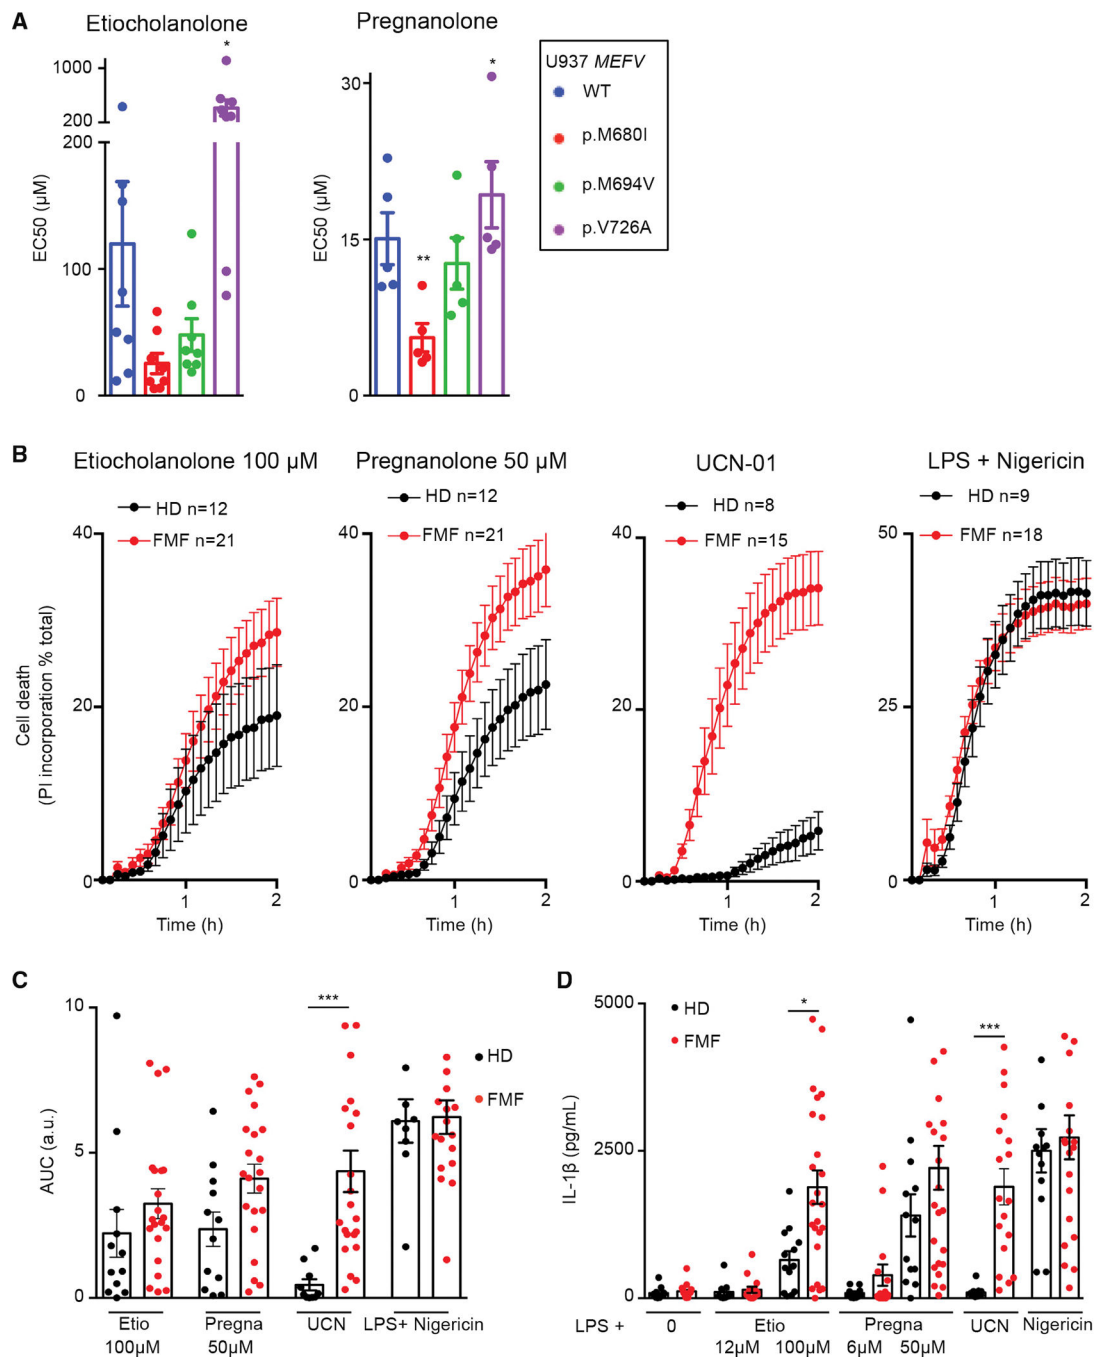 A
Etiocholanolone
1000
200
200
100
0
EC50 (µM)
*
Pregnanolone
30
15
0
EC50 (µM)
**
*
U937 MEFV
WT
p.M680I
p.M694V
p.V726A
B
Etiocholanolone 100 µM
HD n=12
FMF n=21
40
20
0
Cell death
(PI incorporation % total)
1
2
Time (h)
Pregnanolone 50 µM
HD n=12
FMF n=21
40
20
0
1
2
Time (h)
UCN-01
HD n=8
FMF n=15
40
20
0
1
2
Time (h)
LPS + Nigericin
HD n=9
FMF n=18
50
25
0
1
2
Time (h)
C
10
5
0
AUC (a.u.)
***
HD
FMF
Etio
100µM
Pregna
50µM
UCN
LPS+ Nigericin
D
5000
2500
0
IL-1β (pg/mL)
HD
FMF
*
***
LPS +
0
Etio
12µM
100µM
Pregna
6µM
50µM
UCN
Nigericin